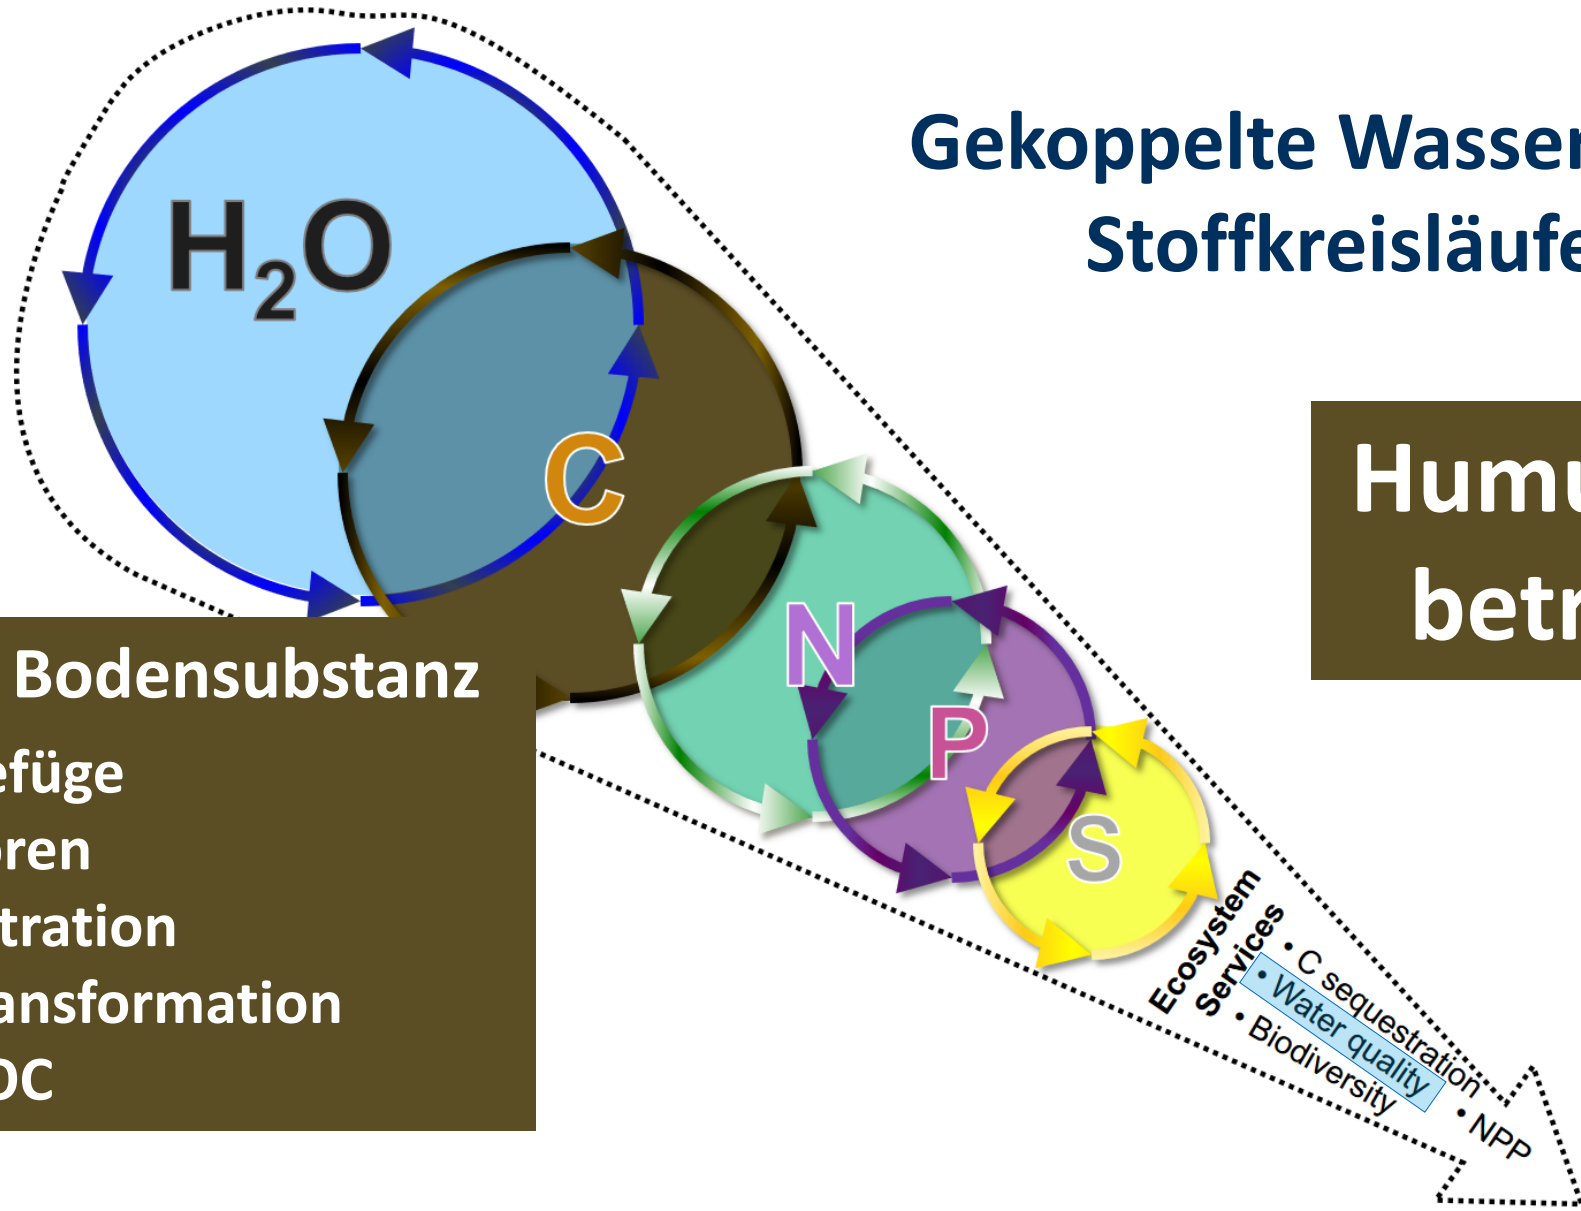 Gekoppelte Wasser
Stoffkreisläufe
H₂O
C
N
P
S
Humu
betr
Bodensubstanz
efüge
oren
tration
ansformation
OC
Ecosystem
Services
• C sequestration
• Water quality
• Biodiversity
• NPP